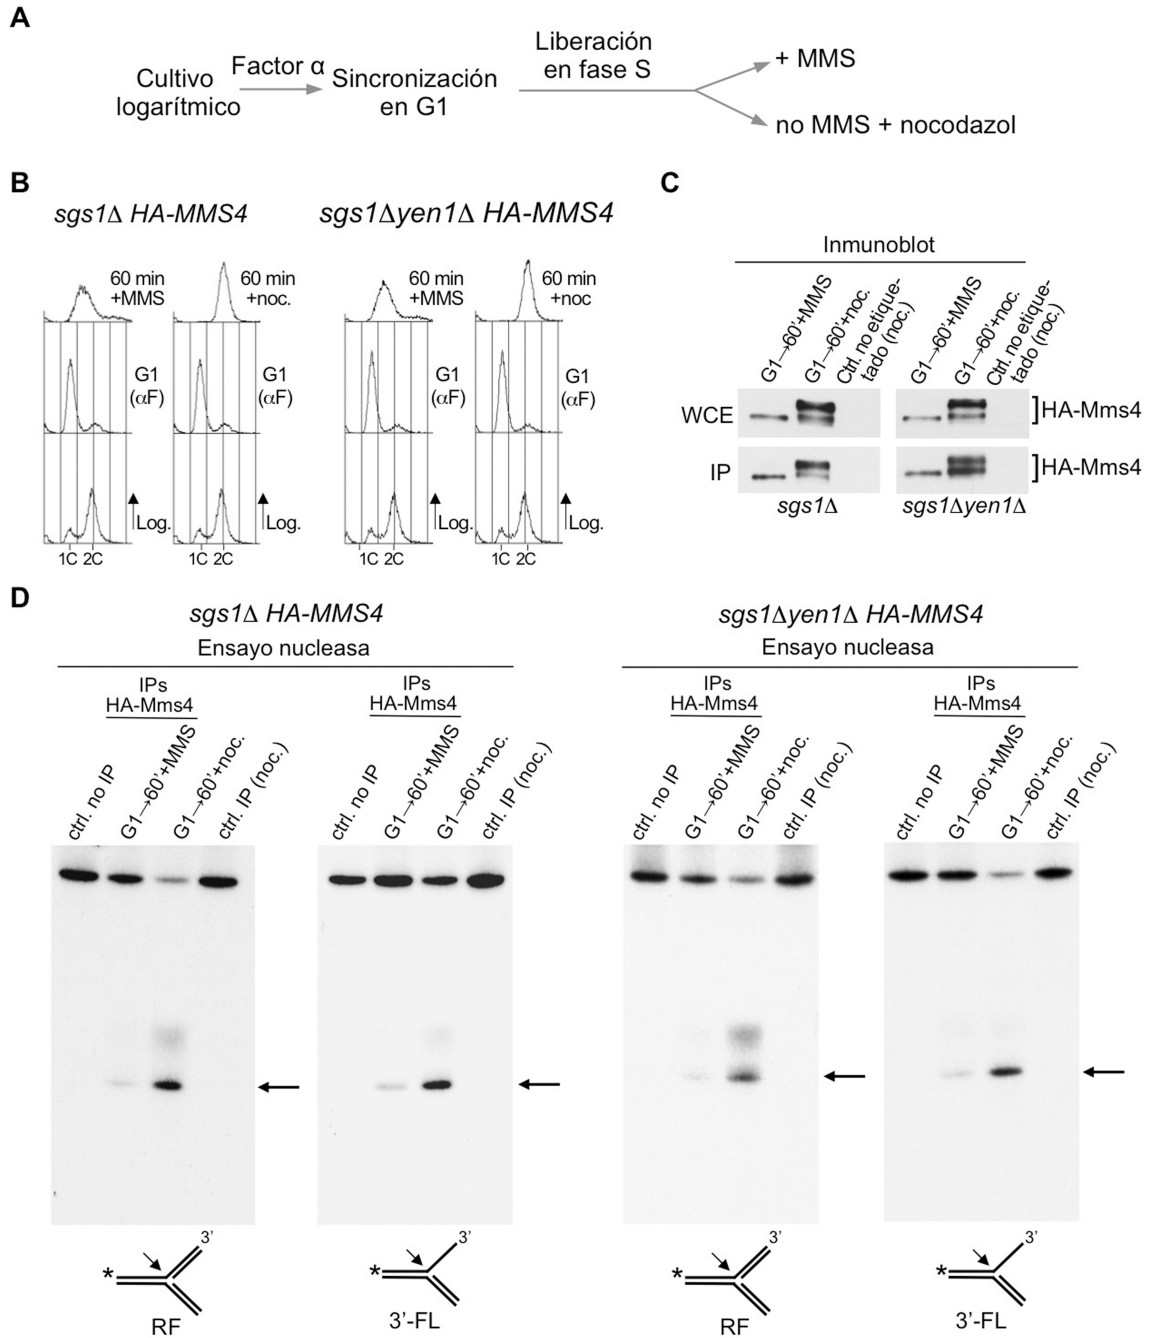 A
Cultivo
logarítmico
Factor α
Sincronización
en G1
Liberación
en fase S
+ MMS
no MMS + nocodazol
B
sgs1Δ HA-MMS4
60 min
+MMS
60 min
+noc.
G1
(αF)
G1
(αF)
Log.
Log.
1C 2C
1C 2C
sgs1Δyen1Δ HA-MMS4
60 min
+MMS
60 min
+noc
G1
(αF)
G1
(αF)
Log.
Log.
1C 2C
1C 2C
C
Inmunoblot
G1→60'+MMS
G1→60'+noc.
Ctrl. no etique-
tado (noc.)
G1→60'+MMS
G1→60'+noc.
Ctrl. no etique-
tado (noc.)
WCE
HA-Mms4
IP
HA-Mms4
sgs1Δ
sgs1Δyen1Δ
D
sgs1Δ HA-MMS4
Ensayo nucleasa
IPs
HA-Mms4
ctrl. no IP
G1→60'+MMS
G1→60'+noc.
ctrl. IP (noc.)
IPs
HA-Mms4
ctrl. no IP
G1→60'+MMS
G1→60'+noc.
ctrl. IP (noc.)
*
3'
RF
*
3'
3'-FL
sgs1Δyen1Δ HA-MMS4
Ensayo nucleasa
IPs
HA-Mms4
ctrl. no IP
G1→60'+MMS
G1→60'+noc.
ctrl. IP (noc.)
IPs
HA-Mms4
ctrl. no IP
G1→60'+MMS
G1→60'+noc.
ctrl. IP (noc.)
*
3'
RF
*
3'
3'-FL